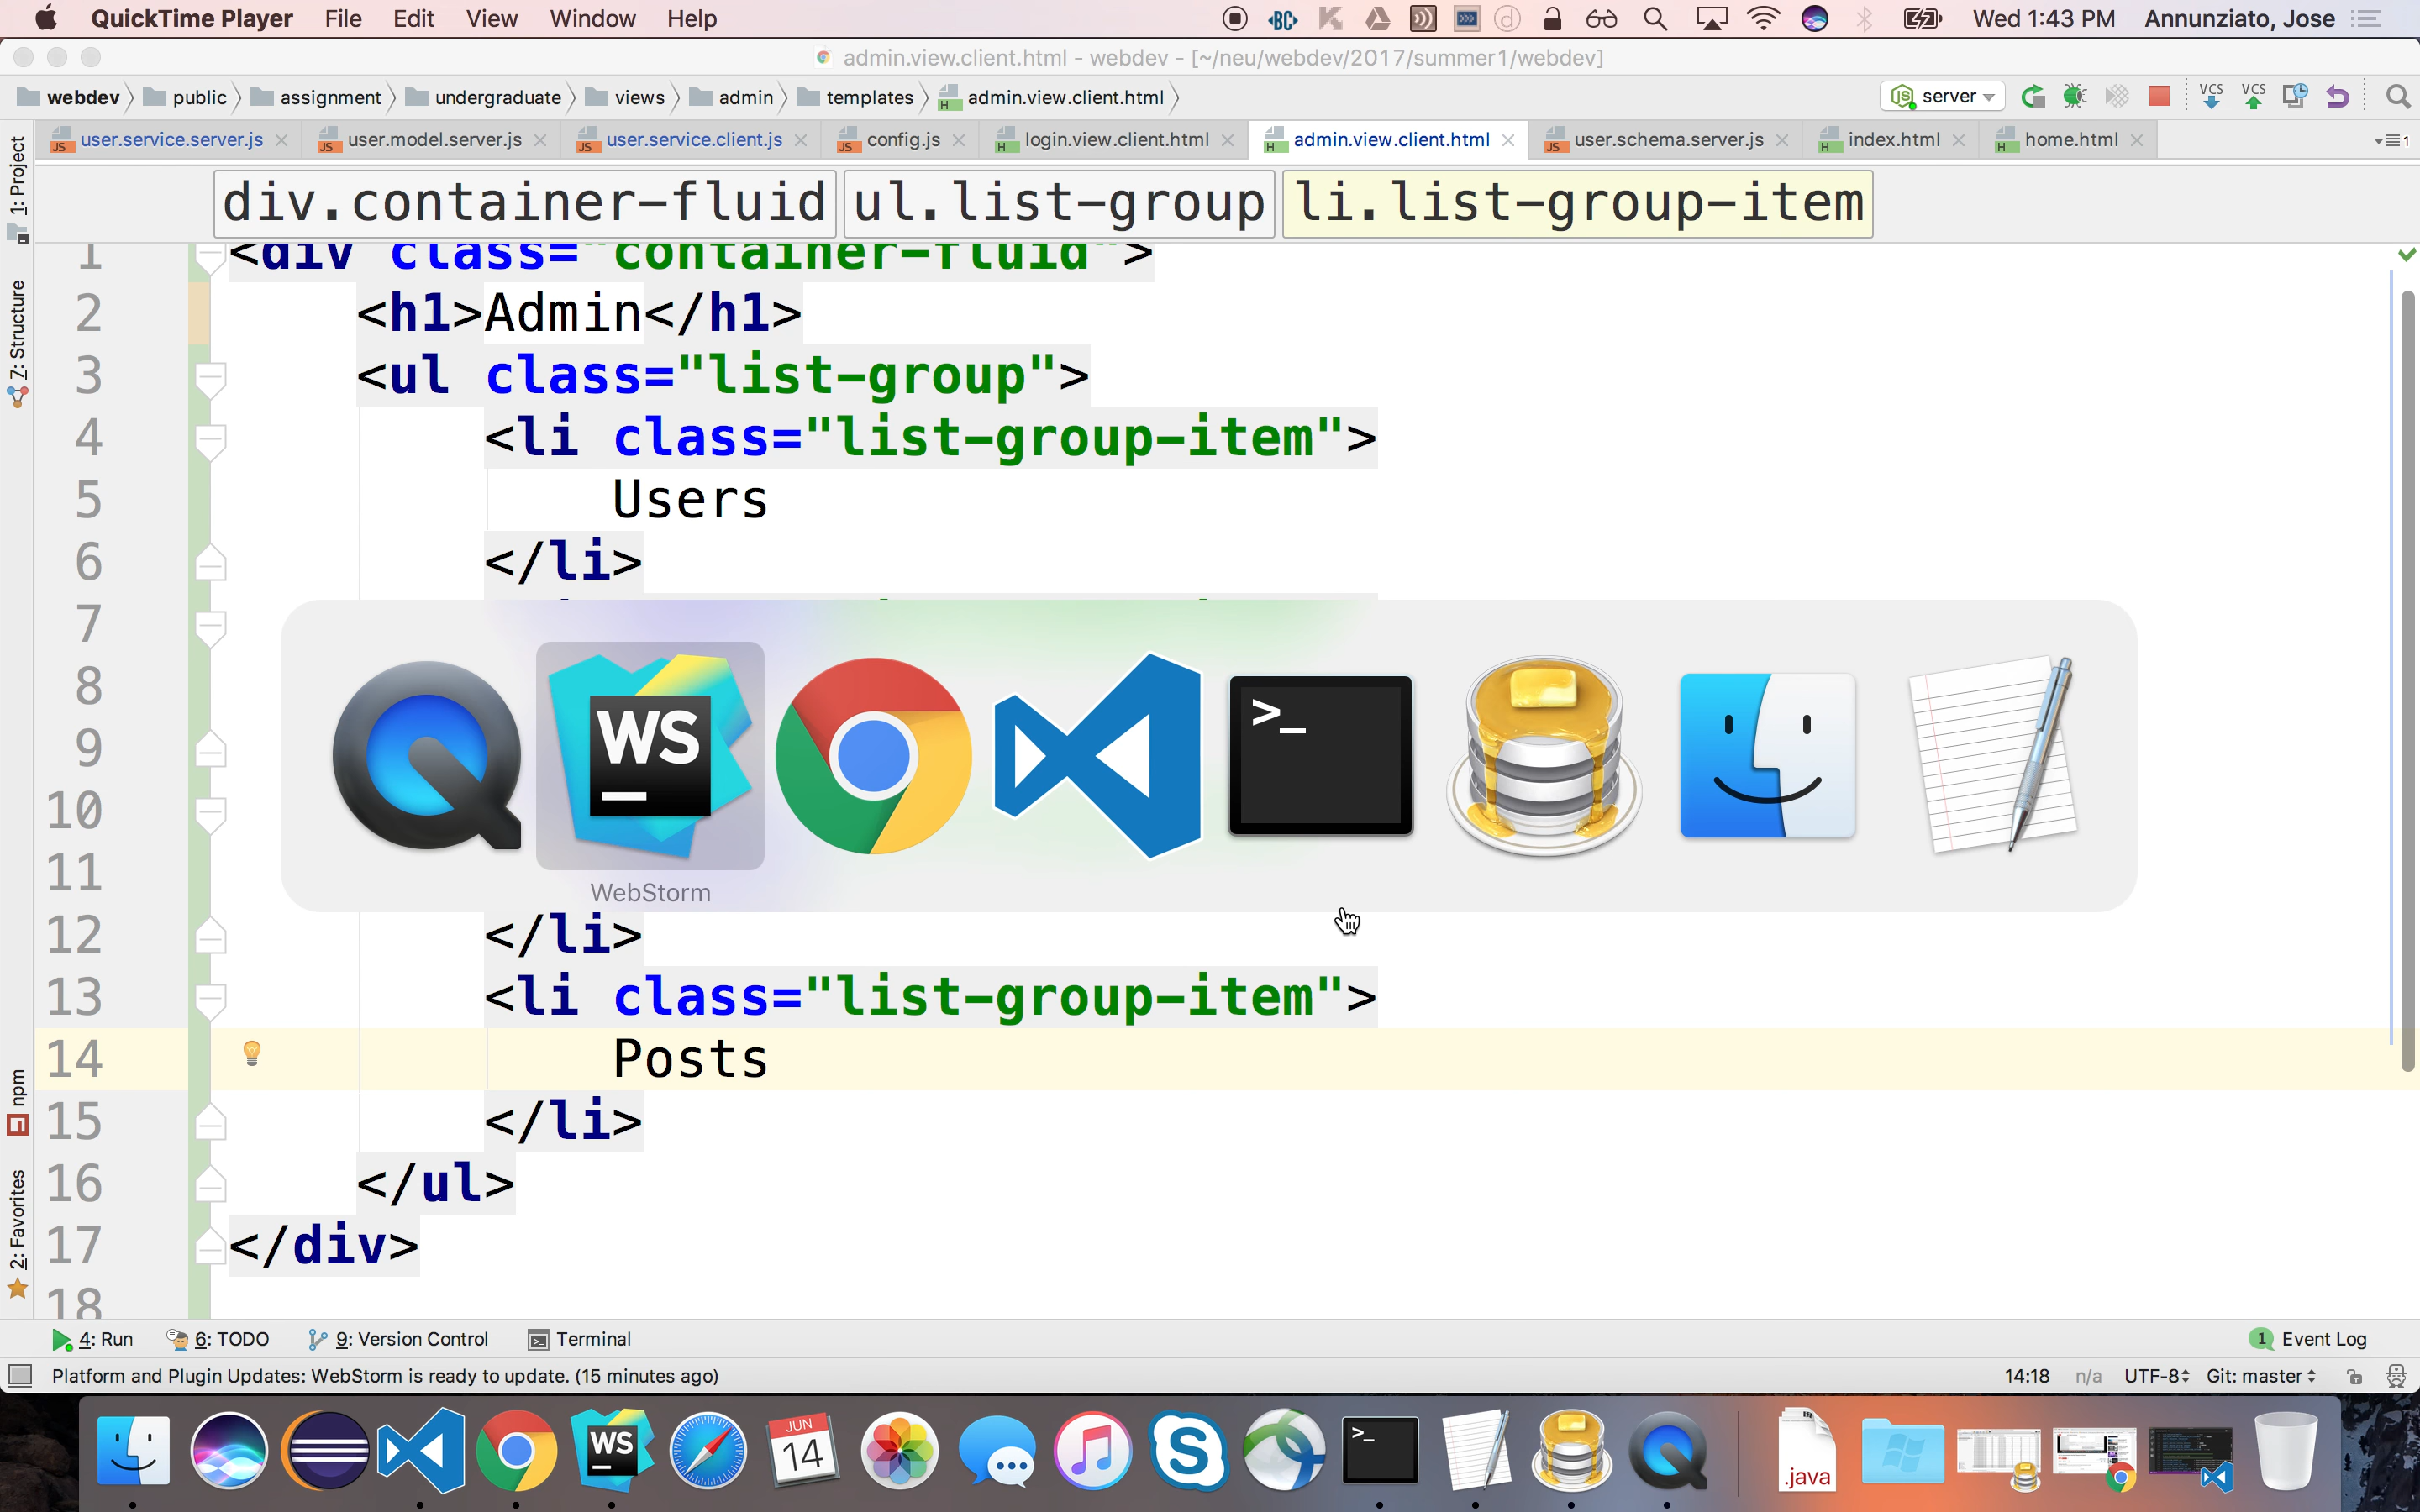 QuickTime Player File Edit View Window Help BC Wed 1:43 PM Annunziato, Jose
admin.view.client.html - webdev - [~/neu/webdev/2017/summer1/webdev]
webdev public assignment undergraduate views admin templates admin.view.client.html server VCS VCS
user.service.server.js user.model.server.js user.service.client.js config.js login.view.client.html admin.view.client.html user.schema.server.js index.html home.html
1: Project
7: Structure
npm
2: Favorites
div.container-fluid ul.list-group li.list-group-item
1 <div class="container-fluid">
2 <h1>Admin</h1>
3 <ul class="list-group">
4 <li class="list-group-item">
5 Users
6 </li>
7
8
9
10
11
12 </li>
13 <li class="list-group-item">
14 Posts
15 </li>
16 </ul>
17 </div>
18
WS
>_
WebStorm
4: Run 6: TODO 9: Version Control Terminal 1 Event Log
Platform and Plugin Updates: WebStorm is ready to update. (15 minutes ago) 14:18 n/a UTF-8 Git: master
WS JUN 14 S >_ .java